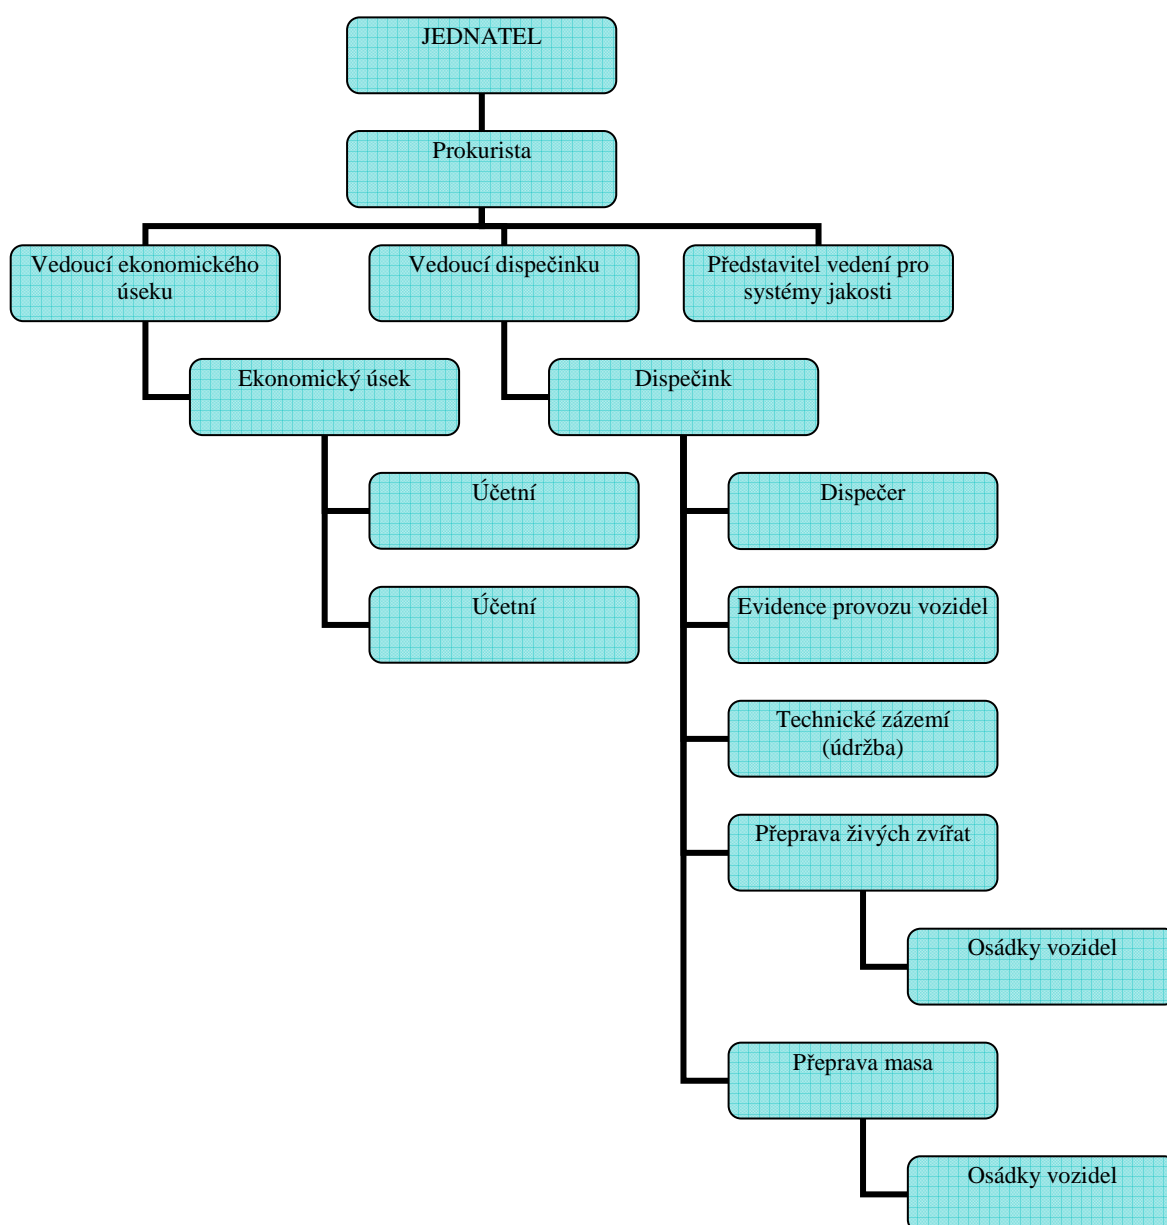 JEDNATEL
Prokurista
Vedoucí ekonomického
úseku
Vedoucí dispečinku
Představitel vedení pro
systémy jakosti
Ekonomický úsek
Dispečink
Účetní
Dispečer
Účetní
Evidence provozu vozidel
Technické zázemí
(údržba)
Přeprava živých zvířat
Osádky vozidel
Přeprava masa
Osádky vozidel